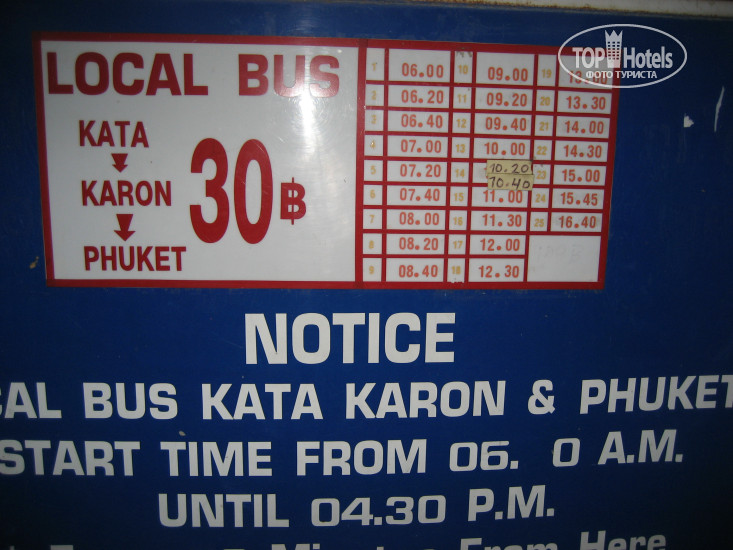 LOCAL BUS
KATA
KARON
PHUKET
30฿
1 06.00
2 06.20
3 06.40
4 07.00
5 07.20
6 07.40
7 08.00
8 08.20
9 08.40
10 09.00
11 09.20
12 09.40
13 10.00
14 10.20
10.40
15 11.00
16 11.30
17 12.00
18 12.30
19
20 13.30
21 14.00
22 14.30
23 15.00
24 15.45
25 16.40
TOP Hotels
ФОТО ТУРИСТА
NOTICE
CAL BUS KATA KARON & PHUKET
START TIME FROM 06. 0 A.M.
UNTIL 04.30 P.M.
From Here